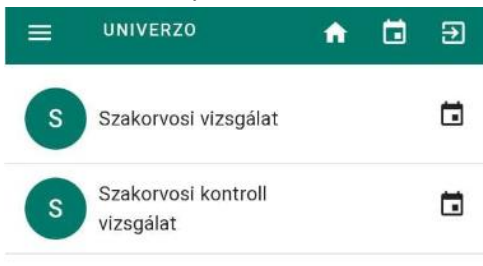 UNIVERZO
S
Szakorvosi vizsgálat
S
Szakorvosi kontroll
vizsgálat